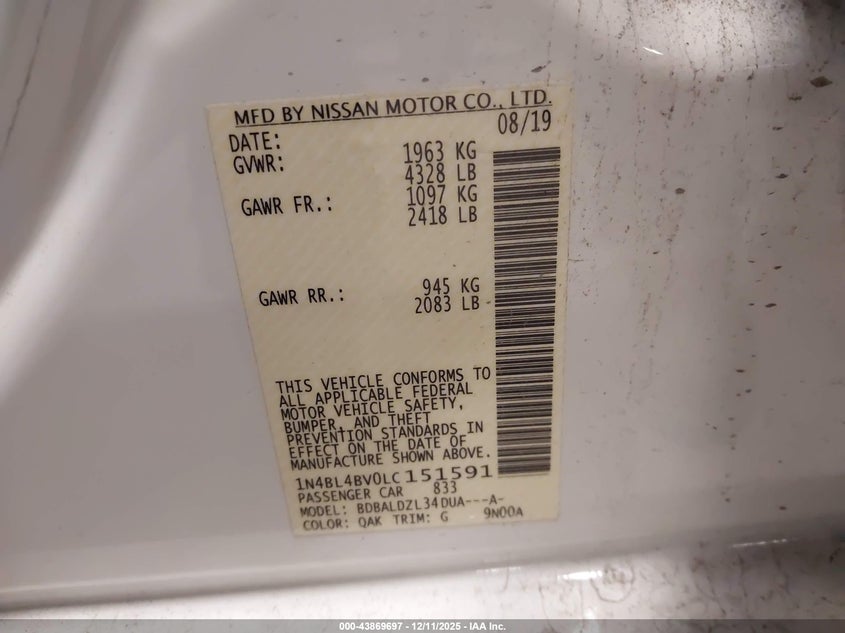 MFD BY NISSAN MOTOR CO., LTD.
DATE: 08/19
GVWR: 1963 KG
4328 LB
GAWR FR.: 1097 KG
2418 LB
GAWR RR.: 945 KG
2083 LB
THIS VEHICLE CONFORMS TO
ALL APPLICABLE FEDERAL
MOTOR VEHICLE SAFETY,
BUMPER, AND THEFT
PREVENTION STANDARDS IN
EFFECT ON THE DATE OF
MANUFACTURE SHOWN ABOVE.
1N4BL4BV0LC151591
PASSENGER CAR 833
MODEL: BDBALDZL34DUA---A-
COLOR: QAK TRIM: G 9N00A
000-43869697 - 12/11/2025 - IAA Inc.